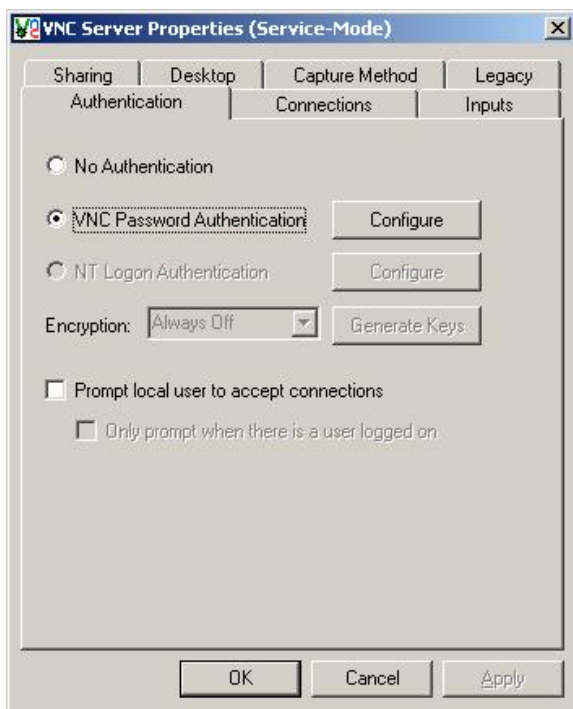 VNC Server Properties (Service-Mode)
Sharing Desktop Capture Method Legacy
Authentication Connections Inputs
No Authentication
VNC Password Authentication Configure
NT Logon Authentication Configure
Encryption: Always Off Generate Keys
Prompt local user to accept connections
Only prompt when there is a user logged on
OK Cancel Apply